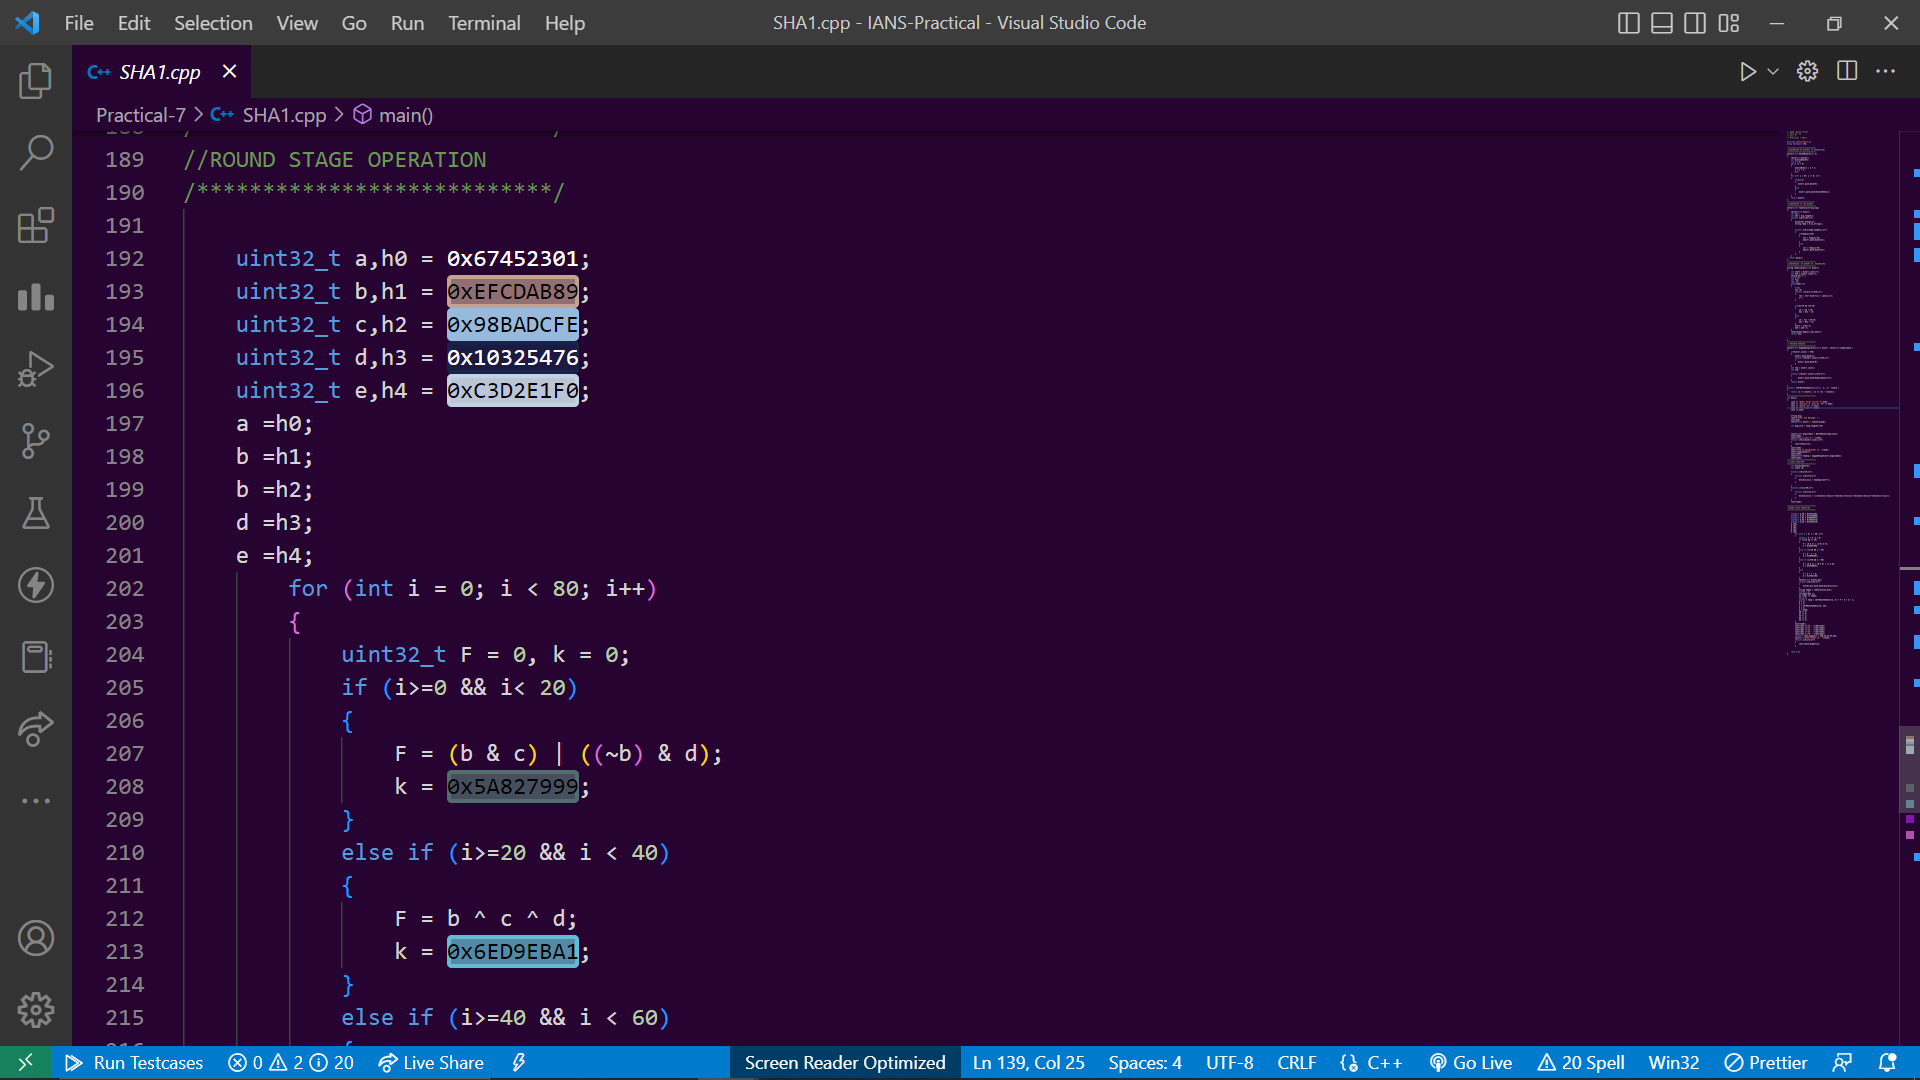 File Edit Selection View Go Run Terminal Help
SHA1.cpp - IANS-Practical - Visual Studio Code
C++ SHA1.cpp
Practical-7 > C++ SHA1.cpp > main()
189 //ROUND STAGE OPERATION
190 /***************************/
191
192 uint32_t a,h0 = 0x67452301;
193 uint32_t b,h1 = 0xEFCDAB89;
194 uint32_t c,h2 = 0x98BADCFE;
195 uint32_t d,h3 = 0x10325476;
196 uint32_t e,h4 = 0xC3D2E1F0;
197 a =h0;
198 b =h1;
199 b =h2;
200 d =h3;
201 e =h4;
202 for (int i = 0; i < 80; i++)
203 {
204 uint32_t F = 0, k = 0;
205 if (i>=0 && i< 20)
206 {
207 F = (b & c) | ((~b) & d);
208 k = 0x5A827999;
209 }
210 else if (i>=20 && i < 40)
211 {
212 F = b ^ c ^ d;
213 k = 0x6ED9EBA1;
214 }
215 else if (i>=40 && i < 60)
Run Testcases 0 2 20 Live Share Screen Reader Optimized Ln 139, Col 25 Spaces: 4 UTF-8 CRLF {} C++ Go Live 20 Spell Win32 Prettier